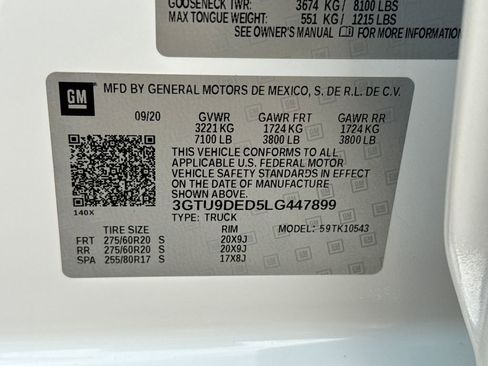 GOOSENECK TWR: 3674 KG/ 8100 LBS
MAX TONGUE WEIGHT: 551 KG/ 1215 LBS
SEE OWNER'S MANUAL FOR MORE INFORMATION
GM
MFD BY GENERAL MOTORS DE MEXICO, S. DE R.L. DE C.V.
09/20 GVWR GAWR FRT GAWR RR
3221 KG 1724 KG 1724 KG
7100 LB 3800 LB 3800 LB
THIS VEHICLE CONFORMS TO ALL
APPLICABLE U.S. FEDERAL MOTOR
VEHICLE SAFETY STANDARDS IN EFFECT
ON THE DATE OF MANUFACTURE
SHOWN ABOVE.
140X
3GTU9DED5LG447899
TYPE: TRUCK
TIRE SIZE RIM MODEL: 59TK10543
FRT 275/60R20 S 20X9J
RR 275/60R20 S 20X9J
SPA 255/80R17 S 17X8J